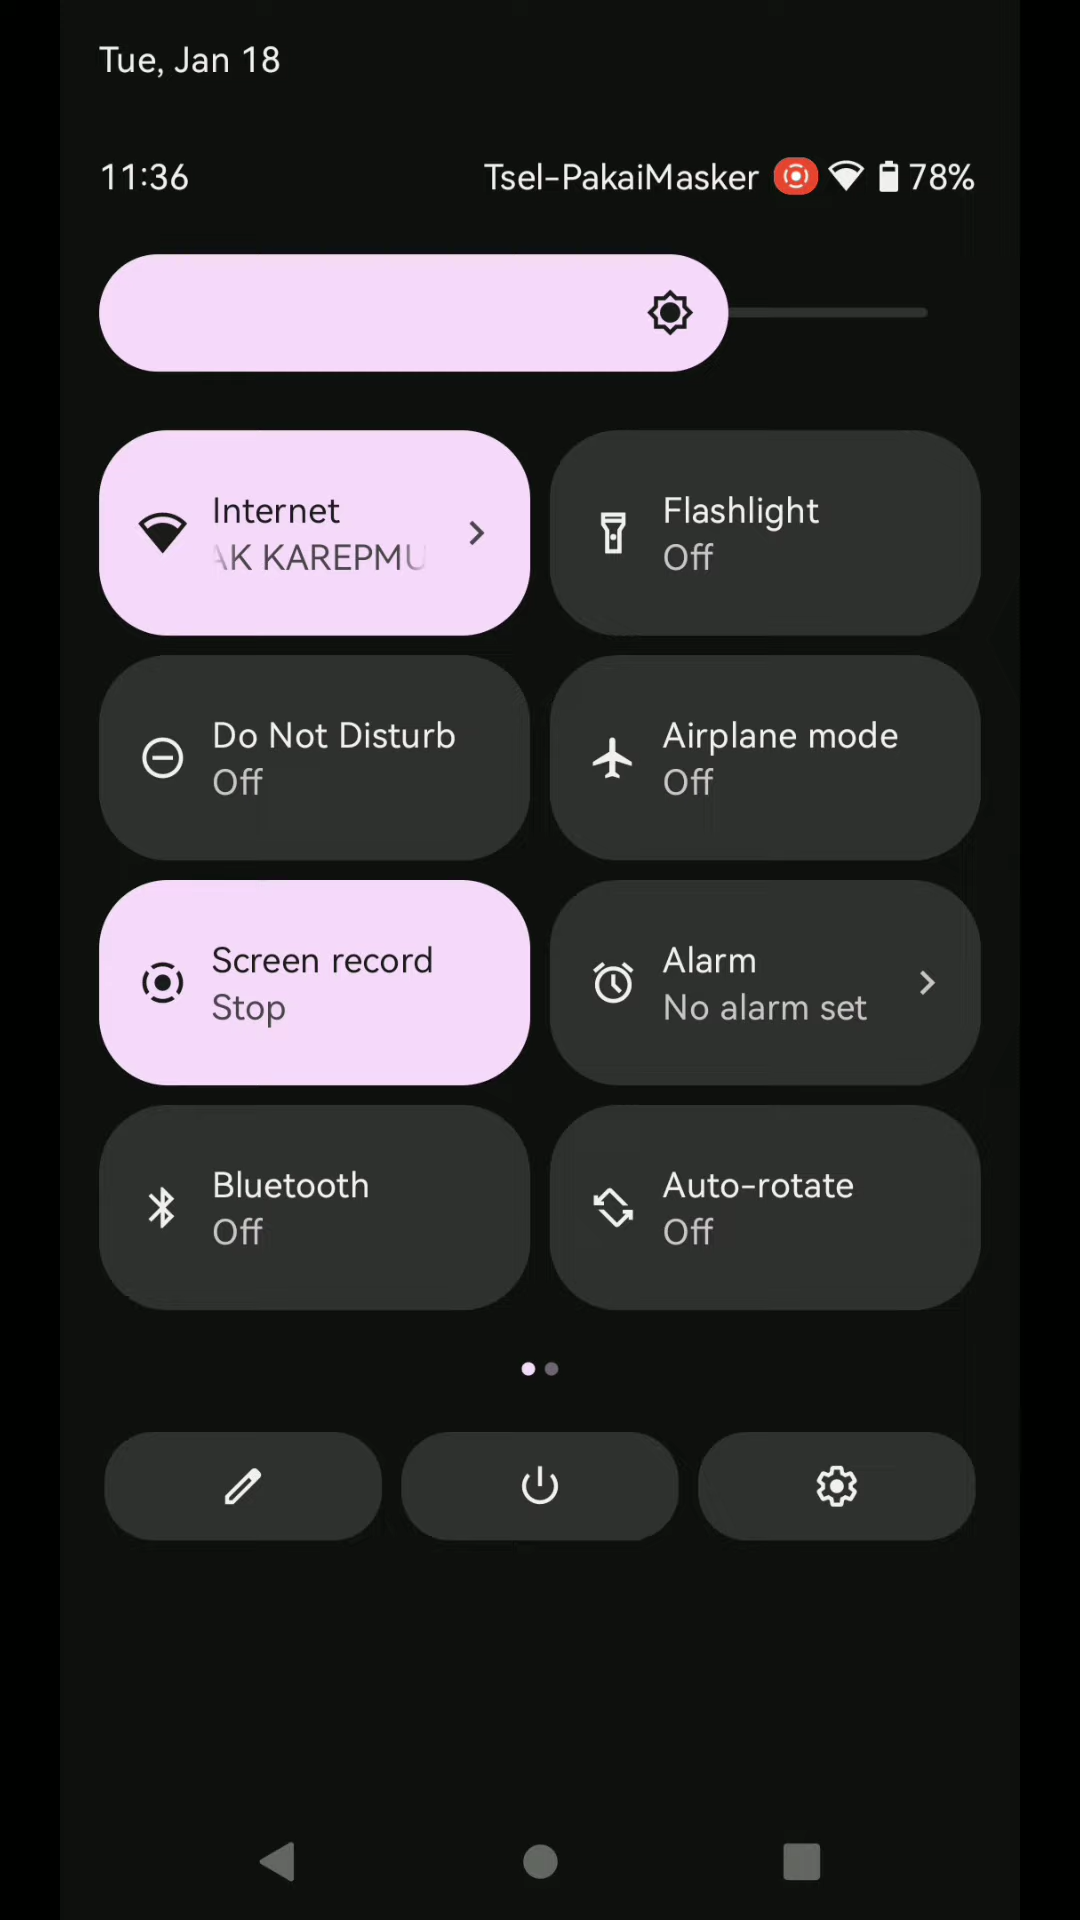 Tue, Jan 18
11:36 Tsel-PakaiMasker 78%
Internet
KAREPMU
Flashlight
Off
Do Not Disturb
Off
Airplane mode
Off
Screen record
Stop
Alarm
No alarm set
Bluetooth
Off
Auto-rotate
Off